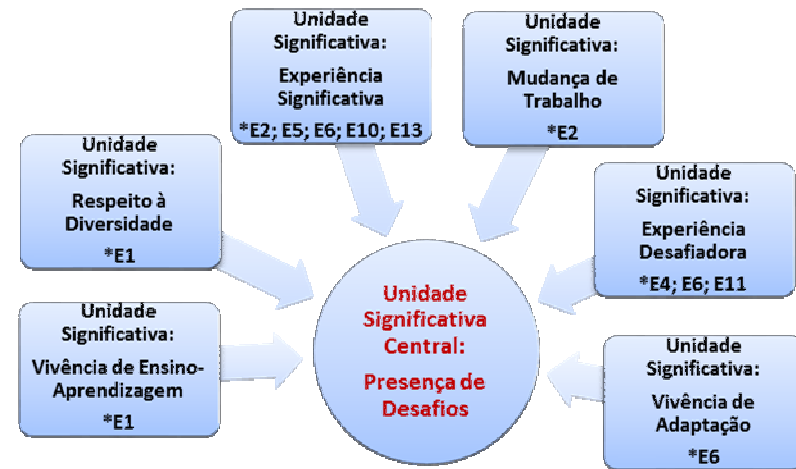 Unidade
Significativa:
Experiência
Significativa
*E2; E5; E6; E10; E13
Unidade
Significativa:
Mudança de
Trabalho
*E2
Unidade
Significativa:
Respeito à
Diversidade
*E1
Unidade
Significativa:
Experiência
Desafiadora
*E4; E6; E11
Unidade
Significativa:
Vivência de Ensino-
Aprendizagem
*E1
Unidade
Significativa
Central:
Presença de
Desafios
Unidade
Significativa:
Vivência de
Adaptação
*E6